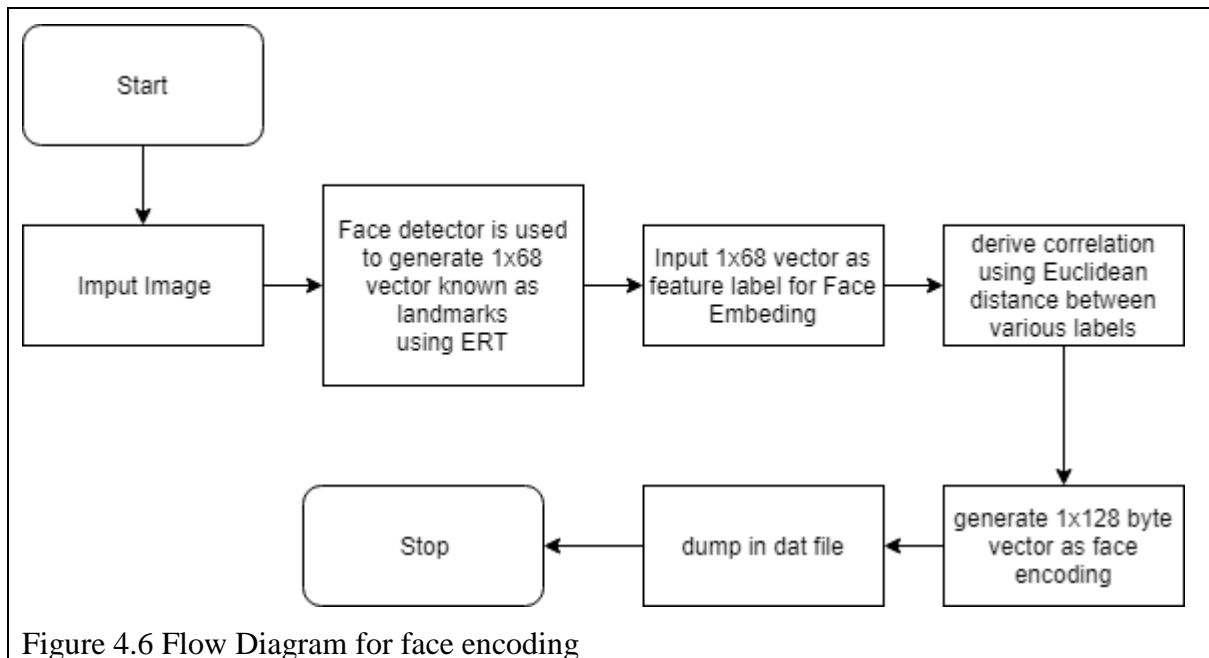 Start
Imput Image
Face detector is used
to generate 1x68
vector known as
landmarks
using ERT
Input 1x68 vector as
feature label for Face
Embeding
derive correlation
using Euclidean
distance between
various labels.
generate 1x128 byte
vector as face
encoding
dump in dat file
Stop
Figure 4.6 Flow Diagram for face encoding